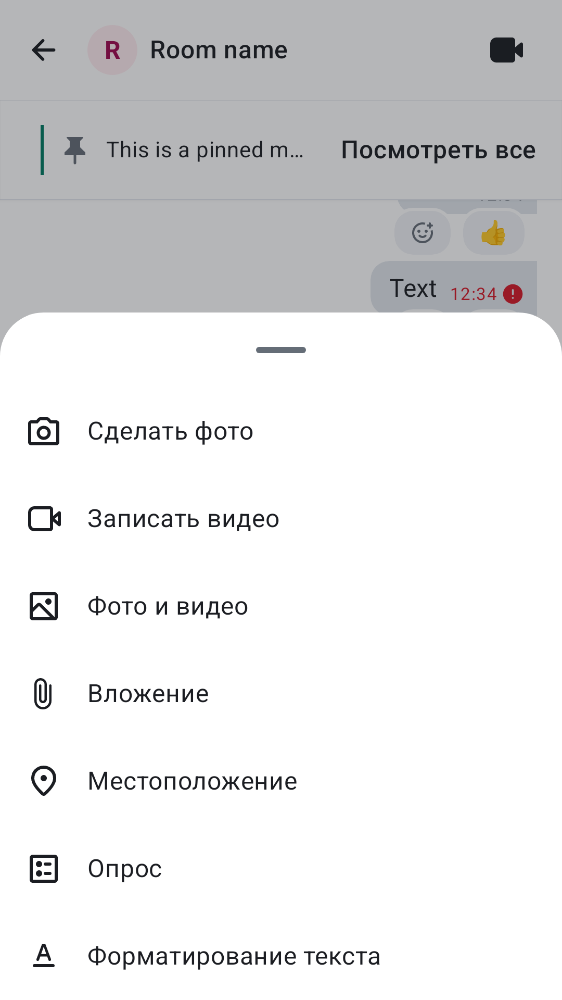 R Room name
This is a pinned m… Посмотреть все
Text 12:34
Сделать фото
Записать видео
Фото и видео
Вложение
Местоположение
Опрос
Форматирование текста